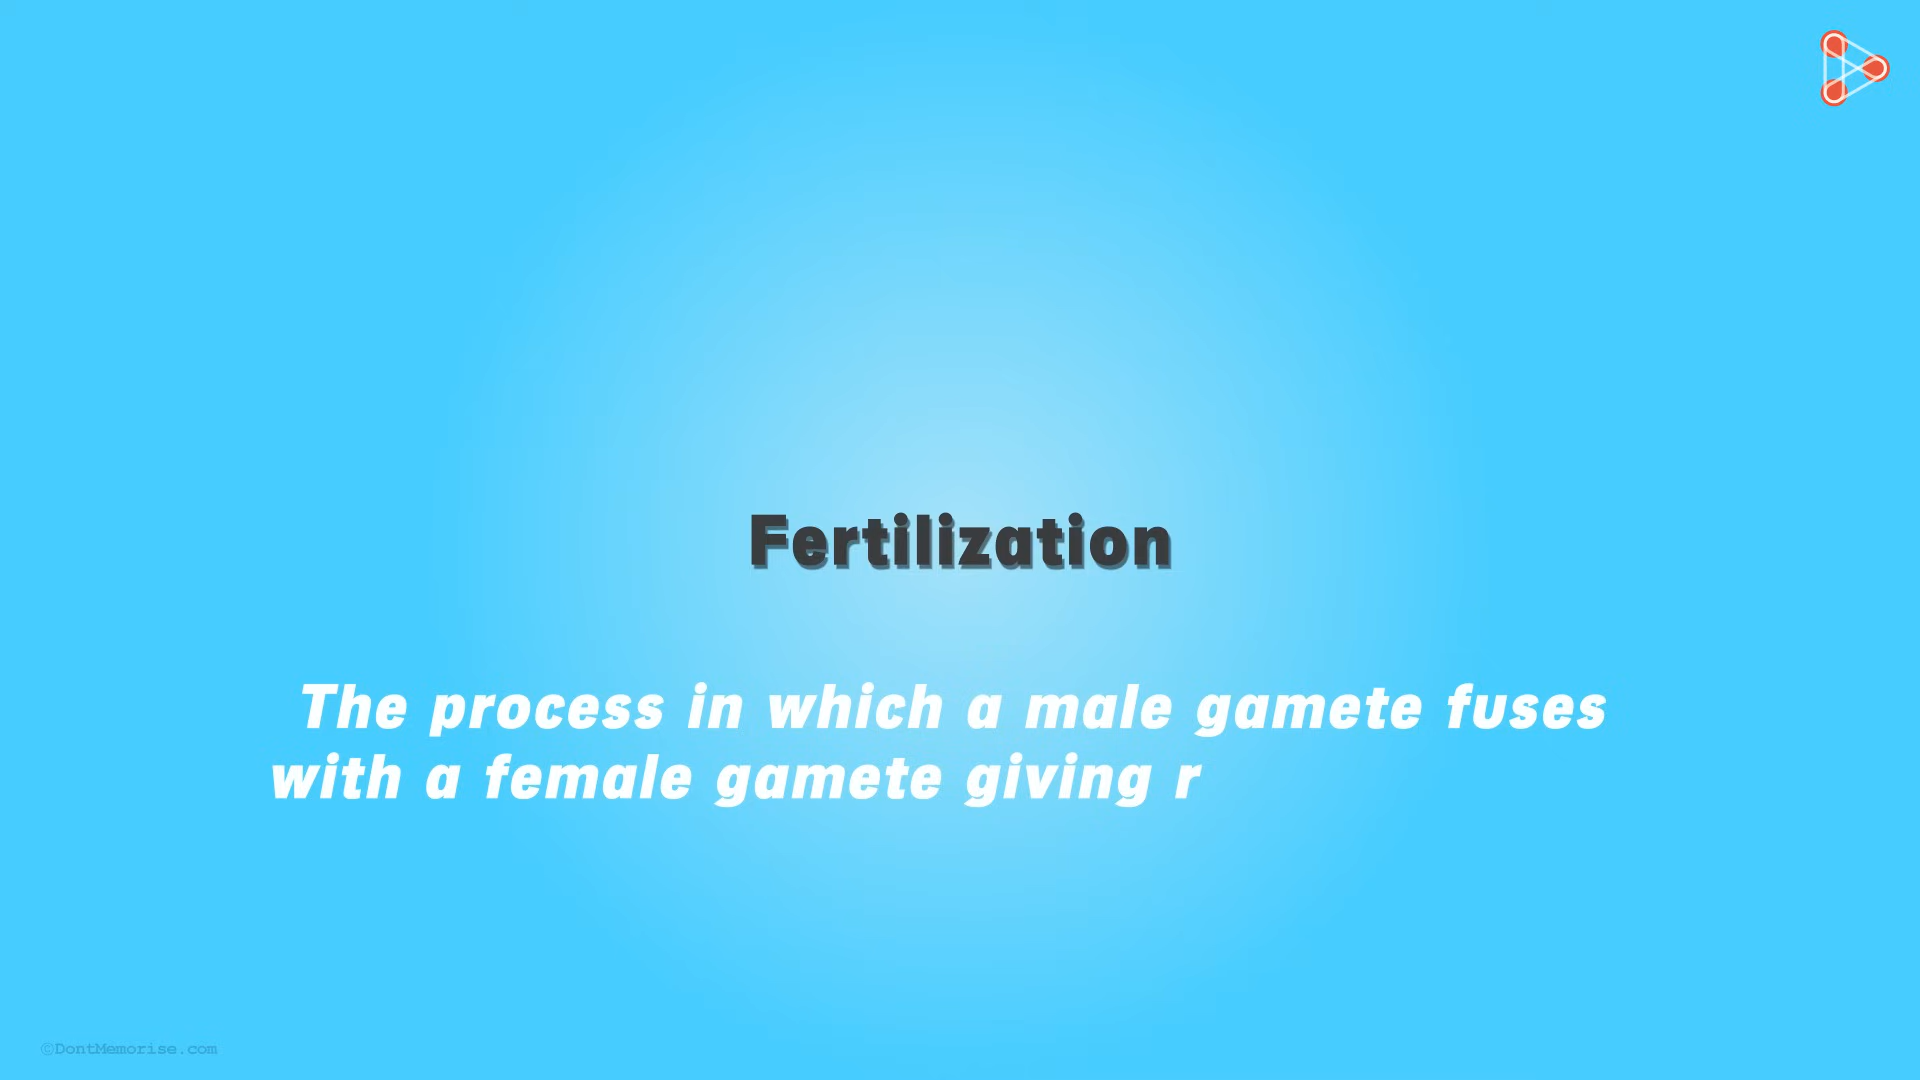 Fertilization
The process in which a male gamete fuses
with a female gamete giving r
©DontMemorise.com